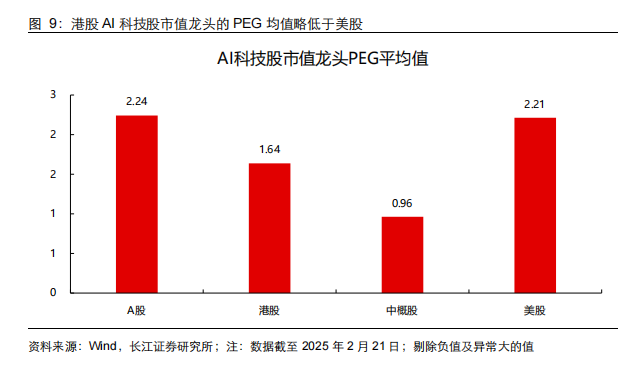 图 9：港股 AI 科技股市值龙头的 PEG 均值略低于美股
AI科技股市值龙头PEG平均值
3
2
2
1
1
0
2.24
1.64
0.96
2.21
A股 港股 中概股 美股
资料来源：Wind，长江证券研究所；注：数据截至 2025 年 2 月 21 日；剔除负值及异常大的值